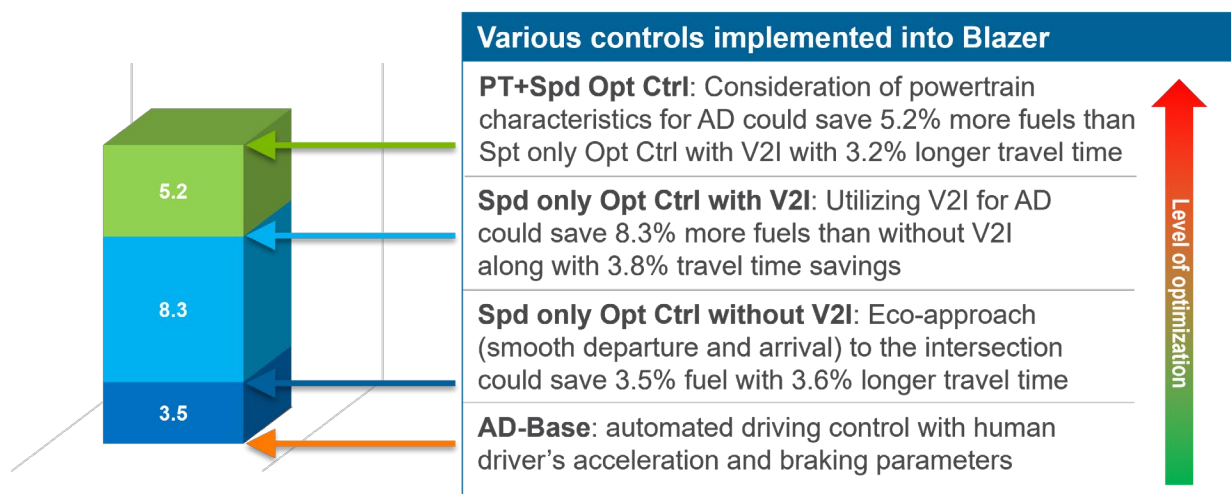 Various controls implemented into Blazer
PT+Spd Opt Ctrl: Consideration of powertrain
characteristics for AD could save 5.2% more fuels than
Spt only Opt Ctrl with V2I with 3.2% longer travel time
Spd only Opt Ctrl with V2I: Utilizing V2I for AD
could save 8.3% more fuels than without V2I
along with 3.8% travel time savings
Spd only Opt Ctrl without V2I: Eco-approach
(smooth departure and arrival) to the intersection
could save 3.5% fuel with 3.6% longer travel time
AD-Base: automated driving control with human
driver’s acceleration and braking parameters
5.2
8.3
3.5
Level of optimization